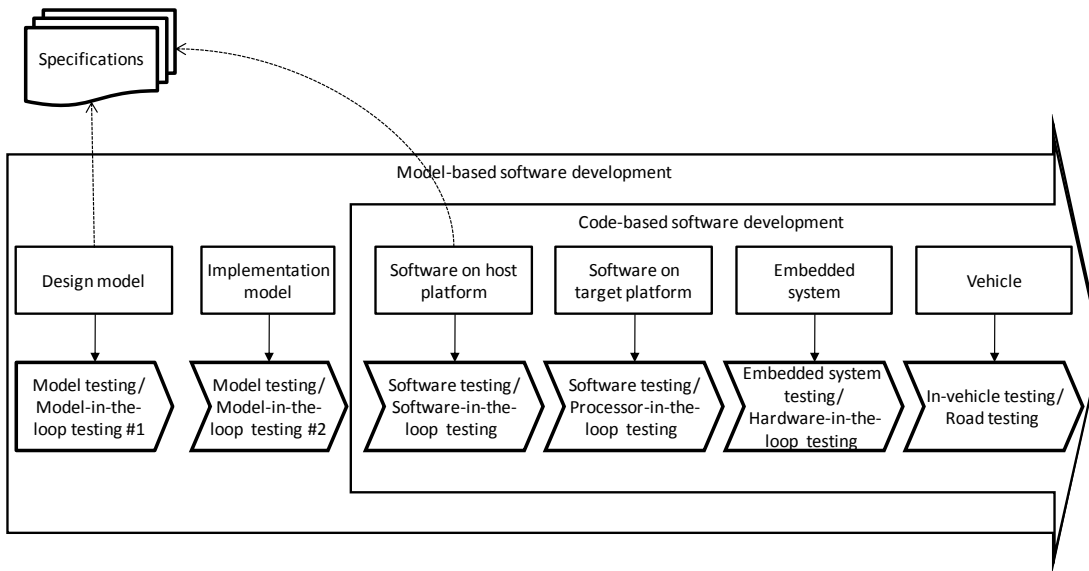 Specifications
Model-based software development
Code-based software development
Design model
Implementation
model
Software on host
platform
Software on
target platform
Embedded
system
Vehicle
Model testing/
Model-in-the-
loop testing #1
Model testing/
Model-in-the-
loop testing #2
Software testing/
Software-in-the-
loop testing
Software testing/
Processor-in-the-
loop testing
Embedded system
testing/
Hardware-in-the-
loop testing
In-vehicle testing/
Road testing